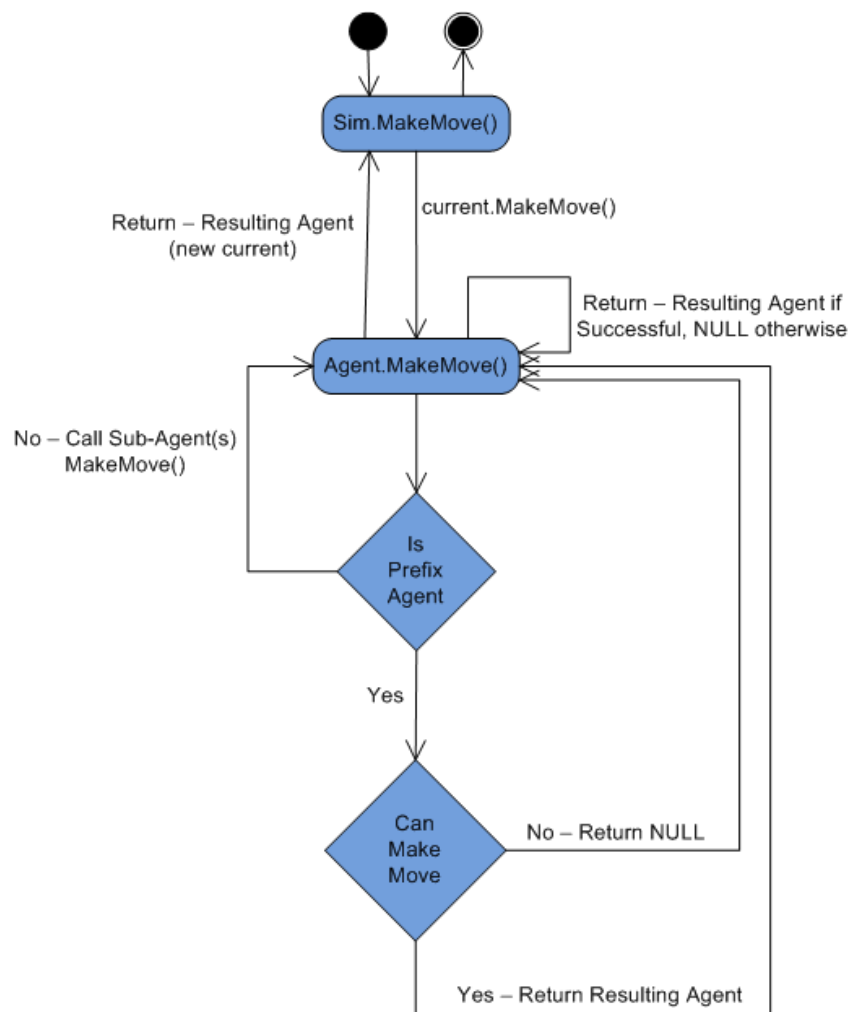 Sim.MakeMove()
Return – Resulting Agent
(new current)
current.MakeMove()
Return – Resulting Agent if
Successful, NULL otherwise
Agent.MakeMove()
No – Call Sub-Agent(s)
MakeMove()
Is
Prefix
Agent
Yes
Can
Make
Move
No – Return NULL
Yes – Return Resulting Agent